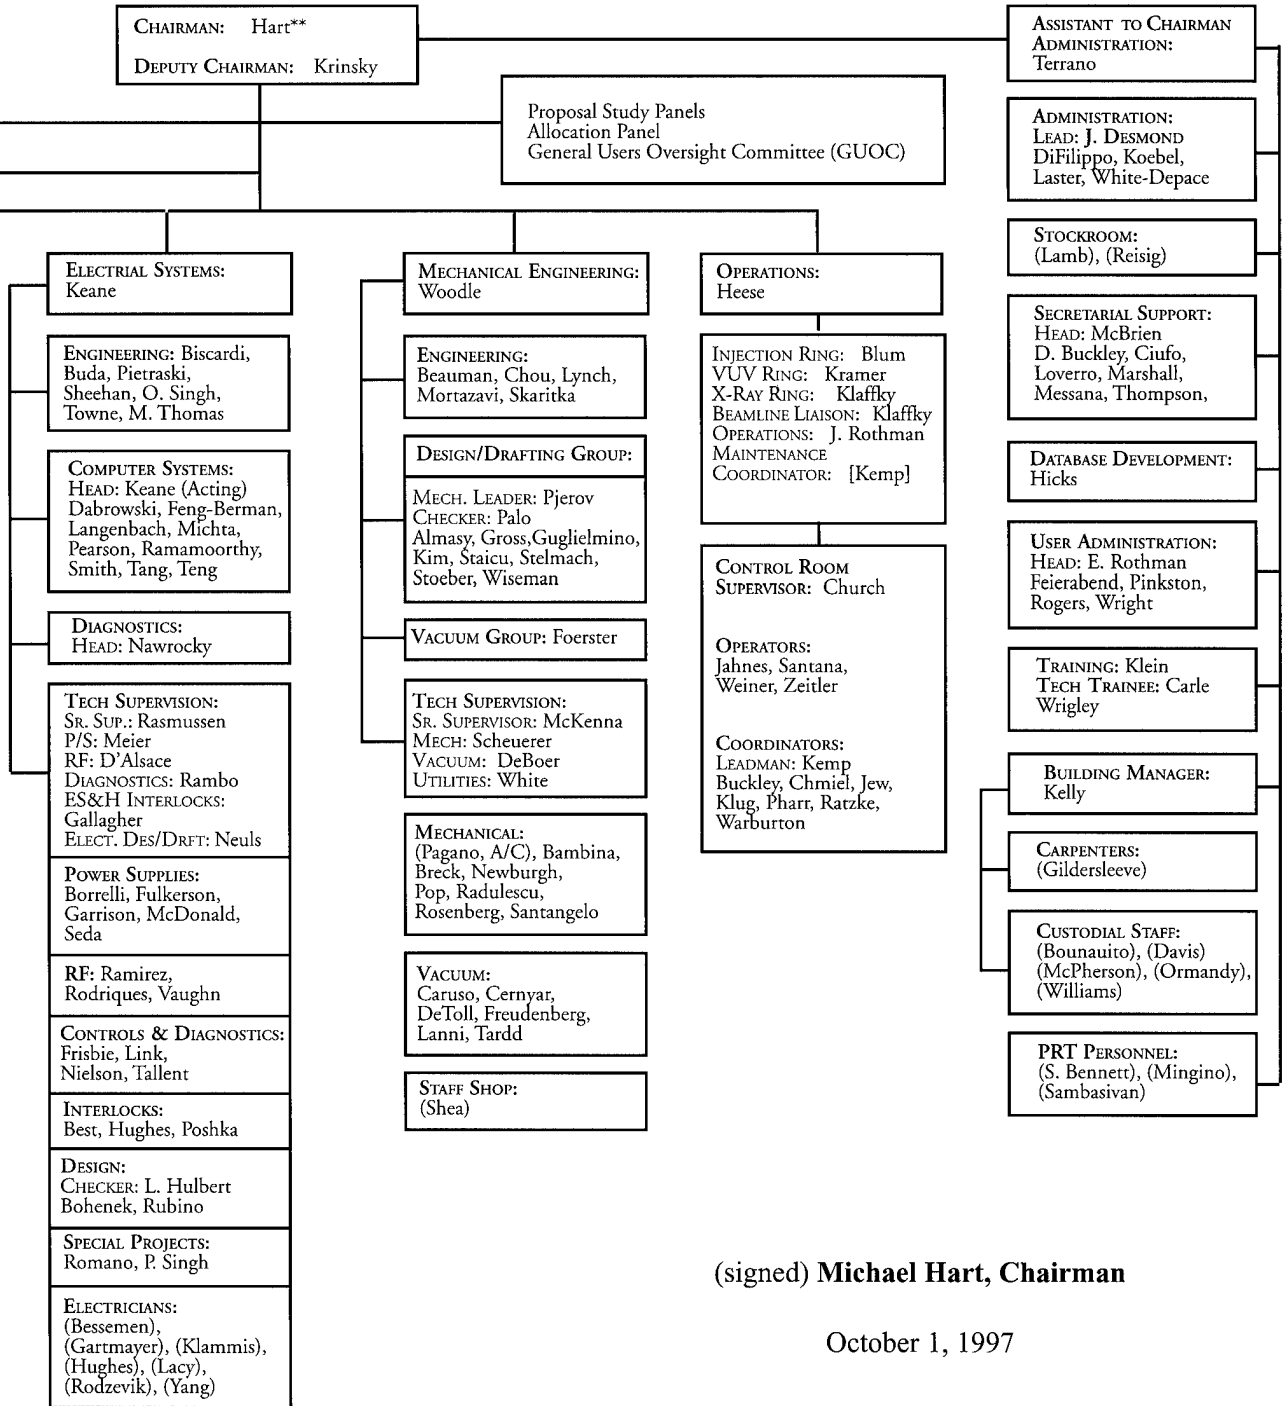 CHAIRMAN: Hart**
DEPUTY CHAIRMAN: Krinsky
ASSISTANT TO CHAIRMAN
ADMINISTRATION:
Terrano
Proposal Study Panels
Allocation Panel
General Users Oversight Committee (GUOC)
ELECTRIAL SYSTEMS:
Keane
ENGINEERING: Biscardi,
Buda, Pietraski,
Sheehan, O. Singh,
Towne, M. Thomas
COMPUTER SYSTEMS:
HEAD: Keane (Acting)
Dabrowski, Feng-Berman,
Langenbach, Michta,
Pearson, Ramamoorthy,
Smith, Tang, Teng
DIAGNOSTICS:
HEAD: Nawrocky
TECH SUPERVISION:
SR. SUP.: Rasmussen
P/S: Meier
RF: D'Alsace
DIAGNOSTICS: Rambo
ES&H INTERLOCKS:
Gallagher
ELECT. DES/DRFT: Neuls
POWER SUPPLIES:
Borrelli, Fulkerson,
Garrison, McDonald,
Seda
RF: Ramirez,
Rodriques, Vaughn
CONTROLS & DIAGNOSTICS:
Frisbie, Link,
Nielson, Tallent
INTERLOCKS:
Best, Hughes, Poshka
DESIGN:
CHECKER: L. Hulbert
Bohenek, Rubino
SPECIAL PROJECTS:
Romano, P. Singh
ELECTRICIANS:
(Bessemen),
(Gartmayer), (Klammis),
(Hughes), (Lacy),
(Rodzevik), (Yang)
MECHANICAL ENGINEERING:
Woodle
ENGINEERING:
Beauman, Chou, Lynch,
Mortazavi, Skaritka
DESIGN/DRAFTING GROUP:
MECH. LEADER: Pjerov
CHECKER: Palo
Almasy, Gross,Guglielmino,
Kim, Staicu, Stelmach,
Stoeber, Wiseman
VACUUM GROUP: Foerster
TECH SUPERVISION:
SR. SUPERVISOR: McKenna
MECH: Scheuerer
VACUUM: DeBoer
UTILITIES: White
MECHANICAL:
(Pagano, A/C), Bambina,
Breck, Newburgh,
Pop, Radulescu,
Rosenberg, Santangelo
VACUUM:
Caruso, Cernyar,
DeToll, Freudenberg,
Lanni, Tardd
STAFF SHOP:
(Shea)
OPERATIONS:
Heese
INJECTION RING: Blum
VUV RING: Kramer
X-RAY RING: Klaffky
BEAMLINE LIAISON: Klaffky
OPERATIONS: J. Rothman
MAINTENANCE
COORDINATOR: [Kemp]
CONTROL ROOM
SUPERVISOR: Church
OPERATORS:
Jahnes, Santana,
Weiner, Zeitler
COORDINATORS:
LEADMAN: Kemp
Buckley, Chmiel, Jew,
Klug, Pharr, Ratzke,
Warburton
ADMINISTRATION:
LEAD: J. DESMOND
DiFilippo, Koebel,
Laster, White-Depace
STOCKROOM:
(Lamb), (Reisig)
SECRETARIAL SUPPORT:
HEAD: McBrien
D. Buckley, Ciufo,
Loverro, Marshall,
Messana, Thompson,
DATABASE DEVELOPMENT:
Hicks
USER ADMINISTRATION:
HEAD: E. Rothman
Feierabend, Pinkston,
Rogers, Wright
TRAINING: Klein
TECH TRAINEE: Carle
Wrigley
BUILDING MANAGER:
Kelly
CARPENTERS:
(Gildersleeve)
CUSTODIAL STAFF:
(Bounauito), (Davis)
(McPherson), (Ormandy),
(Williams)
PRT PERSONNEL:
(S. Bennett), (Mingino),
(Sambasivan)
(signed) Michael Hart, Chairman
October 1, 1997